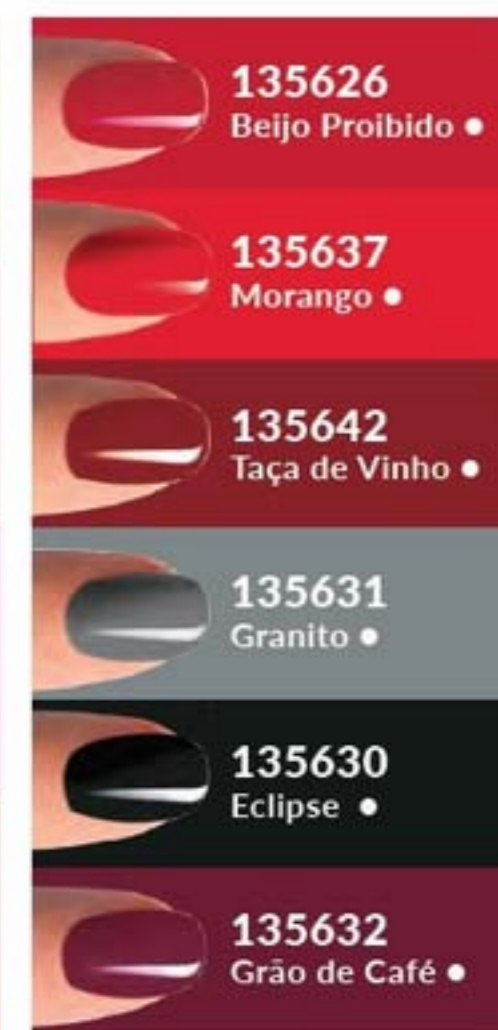 135626
Beijo Proibido •
135637
Morango •
135642
Taça de Vinho •
135631
Granito •
135630
Eclipse •
135632
Grão de Café •